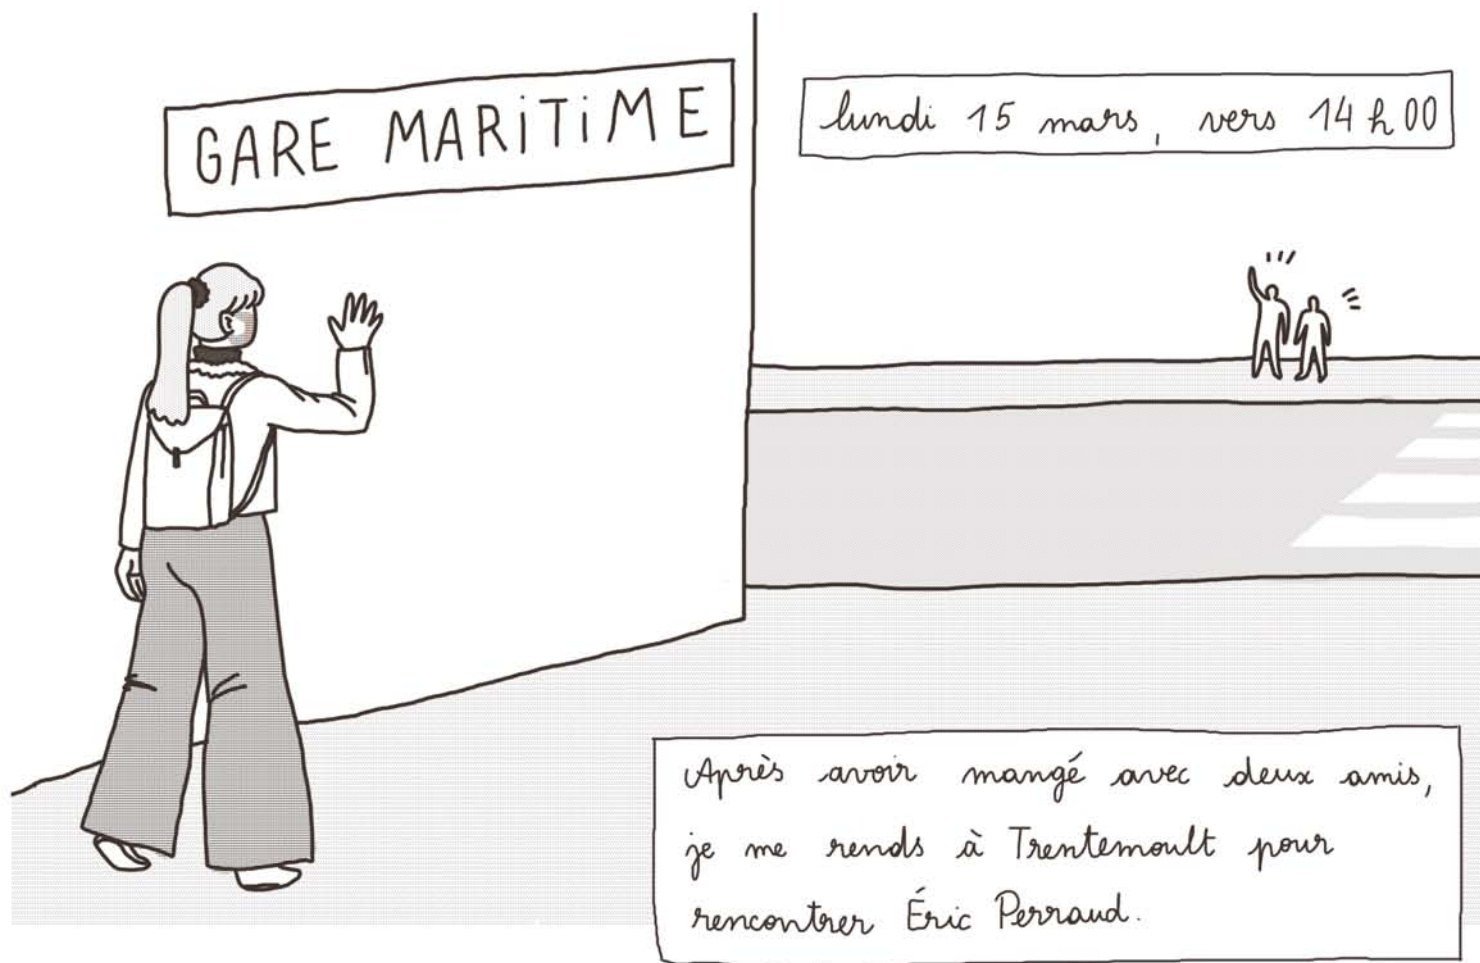 GARE MARiTiME
lundi 15 mars, vers 14 h 00
Après avoir mangé avec deux amis,
je me rends à Trentemoult pour
rencontrer Éric Perraud.